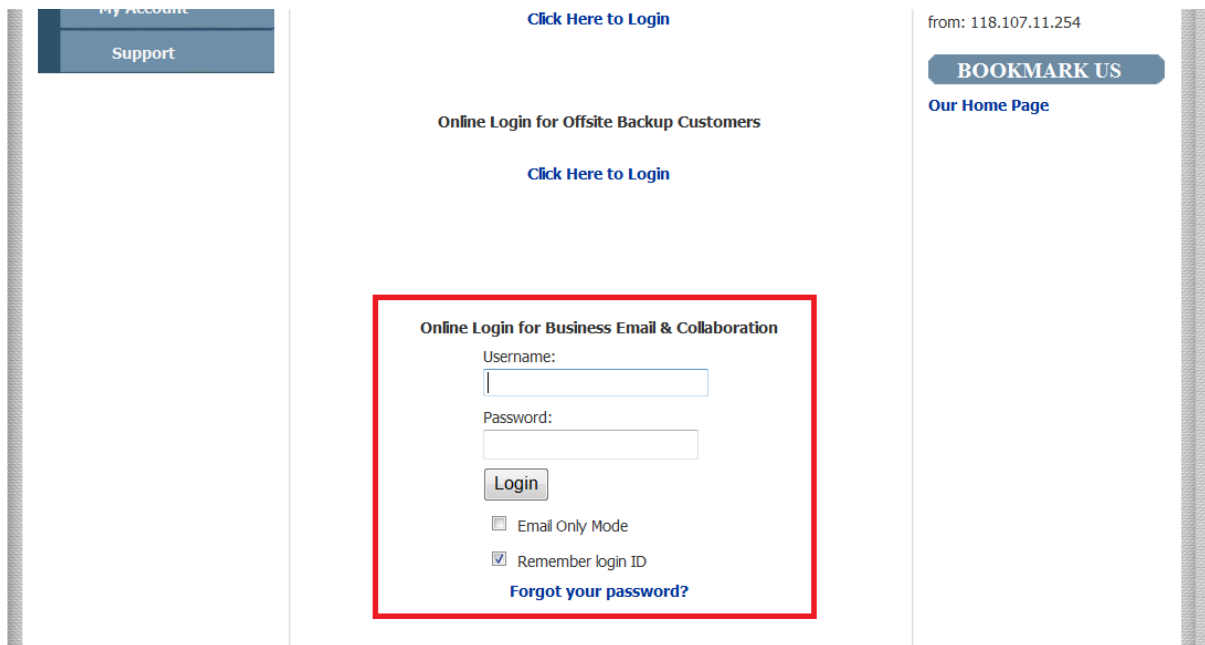 My Account
Support
Click Here to Login
Online Login for Offsite Backup Customers
Click Here to Login
Online Login for Business Email & Collaboration
Username:
Password:
Login
Email Only Mode
Remember login ID
Forgot your password?
from: 118.107.11.254
BOOKMARK US
Our Home Page